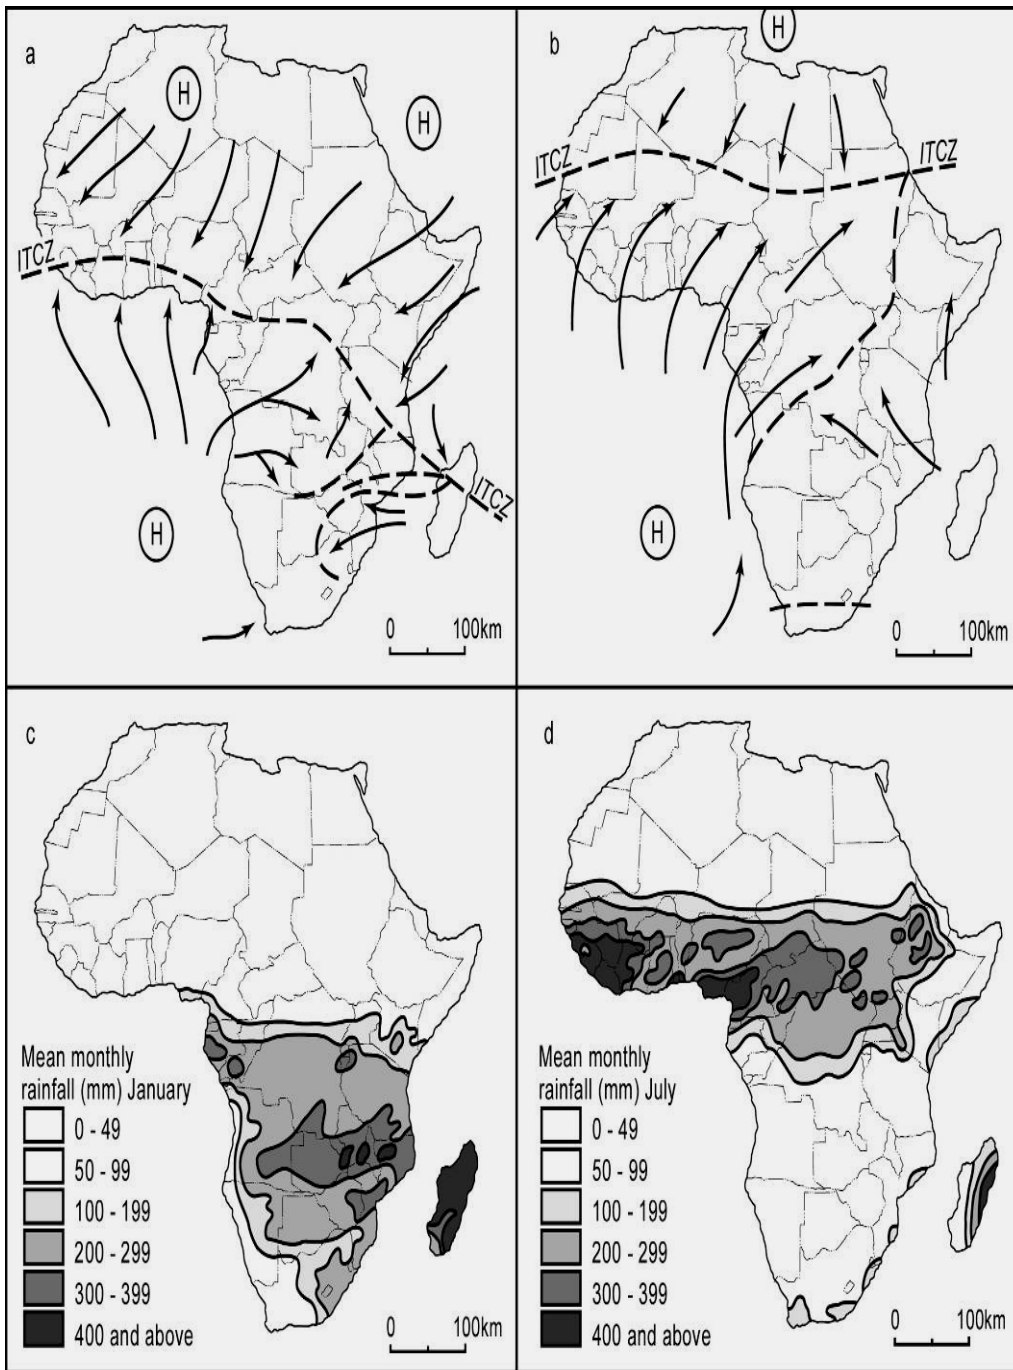 a
H
H
ITCZ
H
ITCZ
0 100km
b
H
ITCZ
ITCZ
H
0 100km
c
Mean monthly
rainfall (mm) January
0 - 49
50 - 99
100 - 199
200 - 299
300 - 399
400 and above
0 100km
d
Mean monthly
rainfall (mm) July
0 - 49
50 - 99
100 - 199
200 - 299
300 - 399
400 and above
0 100km